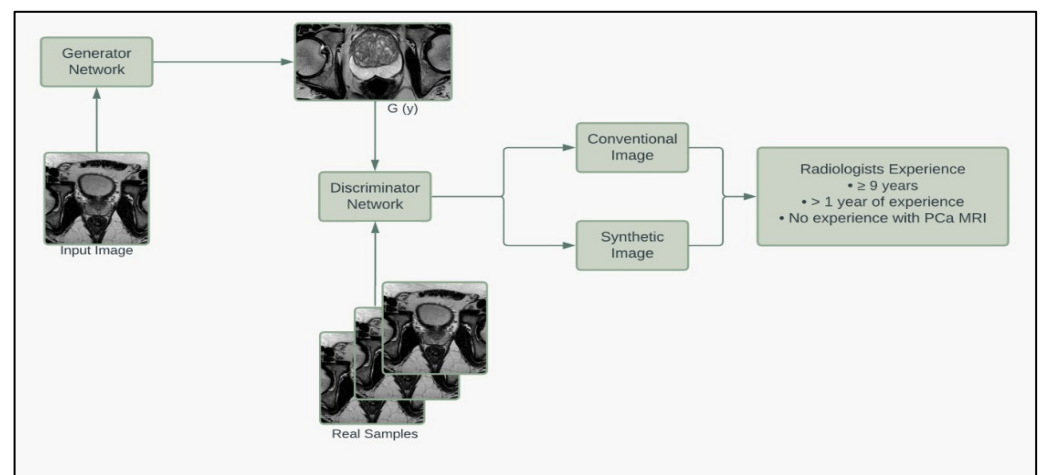 Generator
Network
G (y)
Input Image
Discriminator
Network
Real Samples
Conventional
Image
Synthetic
Image
Radiologists Experience
• ≥ 9 years
• > 1 year of experience
• No experience with PCa MRI